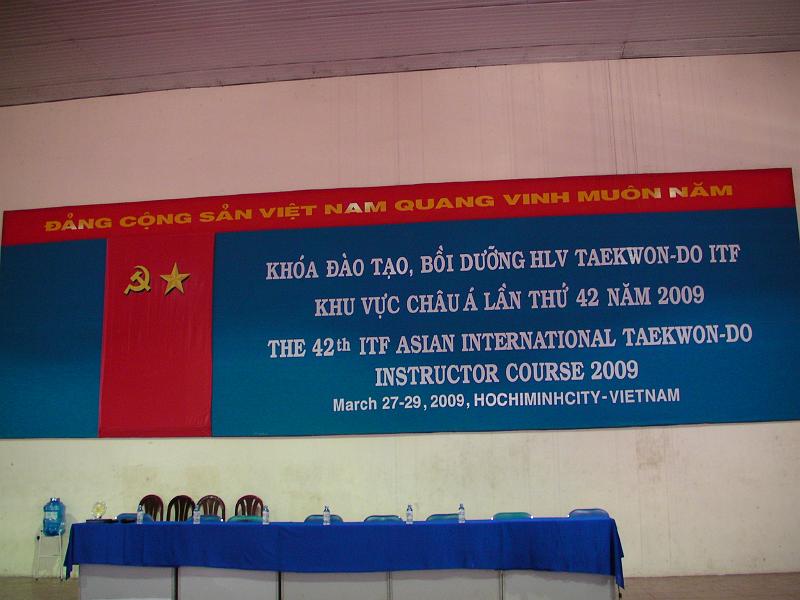 ĐẢNG CỘNG SẢN VIỆT NAM QUANG VINH MUÔN NĂM
KHÓA ĐÀO TẠO, BỒI DƯỠNG HLV TAEKWON-DO ITF
KHU VỰC CHÂU Á LẦN THỨ 42 NĂM 2009
THE 42th ITF ASIAN INTERNATIONAL TAEKWON-DO
INSTRUCTOR COURSE 2009
March 27-29, 2009, HOCHIMINHCITY-VIETNAM